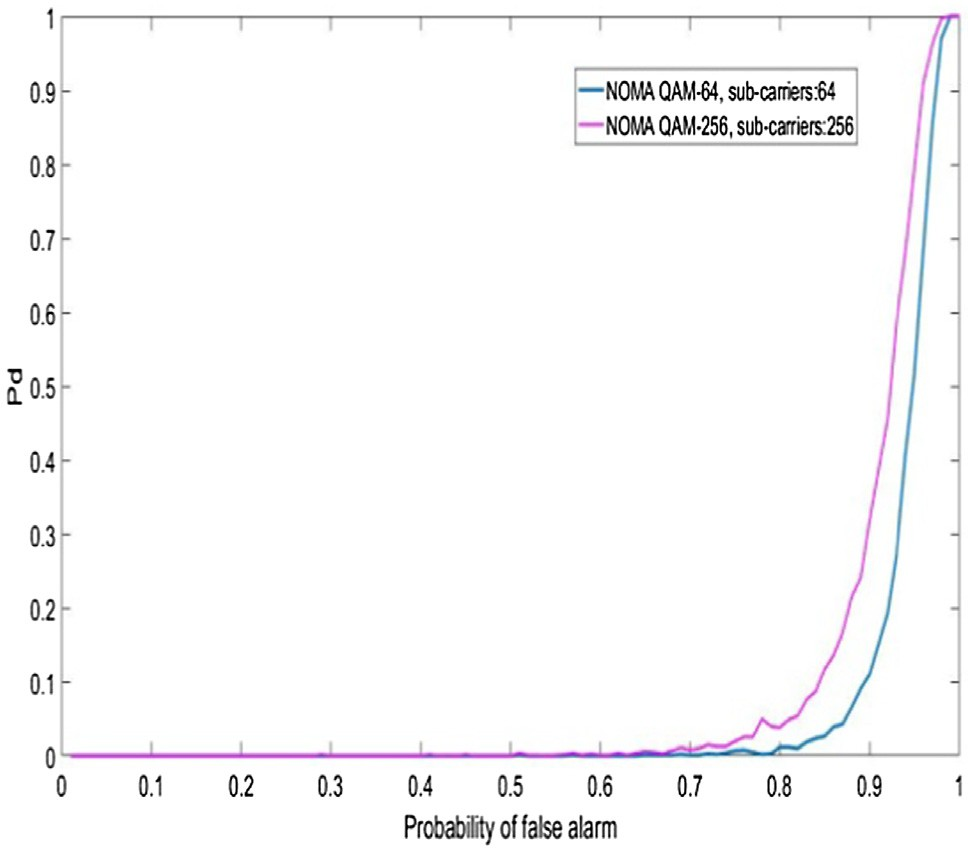 1
0.9
0.8
0.7
0.6
0.5
0.4
0.3
0.2
0.1
0
Pd
NOMA QAM-64, sub-carriers:64
NOMA QAM-256, sub-carriers:256
0 0.1 0.2 0.3 0.4 0.5 0.6 0.7 0.8 0.9 1
Probability of false alarm